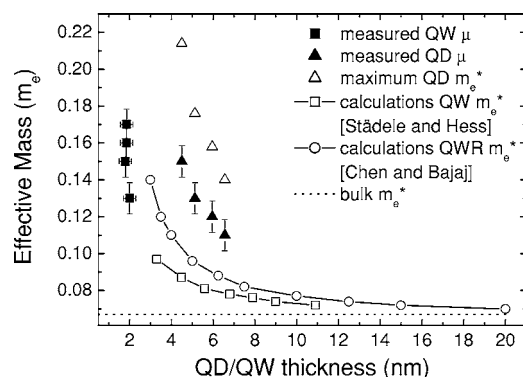 measured QW μ
measured QD μ
maximum QD mₑ*
calculations QW mₑ*
[Städele and Hess]
calculations QWR mₑ*
[Chen and Bajaj]
bulk mₑ*
Effective Mass (mₑ)
0.22
0.20
0.18
0.16
0.14
0.12
0.10
0.08
0 2 4 6 8 10 12 14 16 18 20
QD/QW thickness (nm)